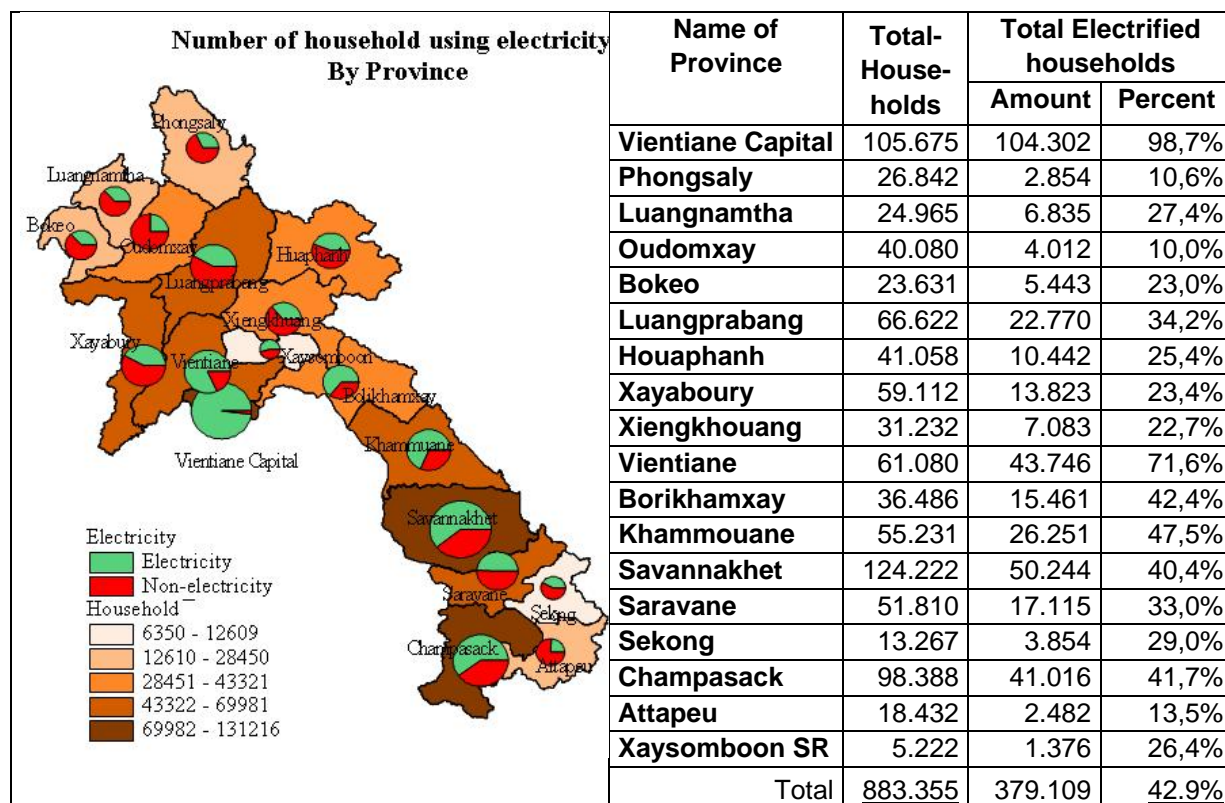 Number of household using electricity
By Province
Phongsaly
Luangnamtha
Bokeo
Oudomxay
Huaphanh
Luangprabang
Xiengkhuang
Xayabury
Vientiane
Xaysomboon
Bolikhamxay
Khammuane
Vientiane Capital
Savannakhet
Saravane
Sekong
Champasack
Attapeu
Electricity
Electricity
Non-electricity
Household
6350 - 12609
12610 - 28450
28451 - 43321
43322 - 69981
69982 - 131216
Name of Province Total-House-holds Total Electrified households
Amount Percent
Vientiane Capital 105.675 104.302 98,7%
Phongsaly 26.842 2.854 10,6%
Luangnamtha 24.965 6.835 27,4%
Oudomxay 40.080 4.012 10,0%
Bokeo 23.631 5.443 23,0%
Luangprabang 66.622 22.770 34,2%
Houaphanh 41.058 10.442 25,4%
Xayaboury 59.112 13.823 23,4%
Xiengkhouang 31.232 7.083 22,7%
Vientiane 61.080 43.746 71,6%
Borikhamxay 36.486 15.461 42,4%
Khammouane 55.231 26.251 47,5%
Savannakhet 124.222 50.244 40,4%
Saravane 51.810 17.115 33,0%
Sekong 13.267 3.854 29,0%
Champasack 98.388 41.016 41,7%
Attapeu 18.432 2.482 13,5%
Xaysomboon SR 5.222 1.376 26,4%
Total 883.355 379.109 42.9%